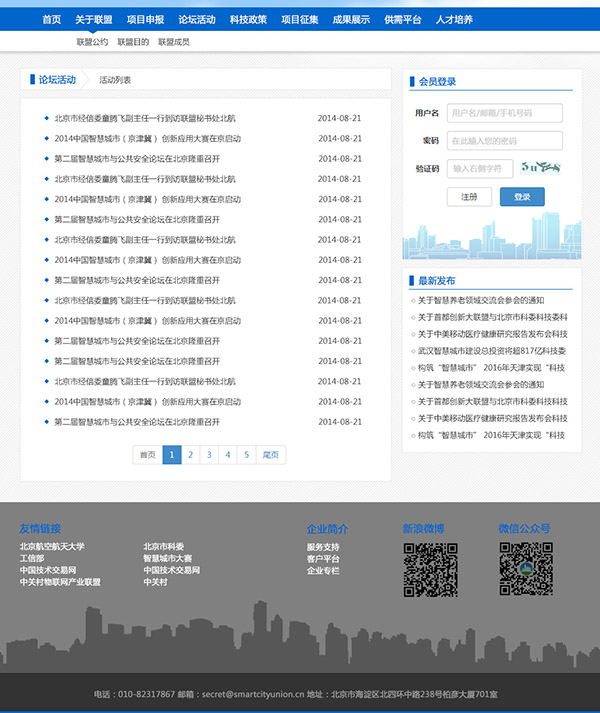 首页 关于联盟 项目申报 论坛活动 科技政策 项目征集 成果展示 供需平台 人才培养
联盟公约 联盟目的 联盟成员
论坛活动 活动列表
北京市经信委童腾飞副主任一行到访联盟秘书处北航 2014-08-21
2014中国智慧城市（京津冀）创新应用大赛在京启动 2014-08-21
第二届智慧城市与公共安全论坛在北京隆重召开 2014-08-21
北京市经信委童腾飞副主任一行到访联盟秘书处北航 2014-08-21
2014中国智慧城市（京津冀）创新应用大赛在京启动 2014-08-21
第二届智慧城市与公共安全论坛在北京隆重召开 2014-08-21
北京市经信委童腾飞副主任一行到访联盟秘书处北航 2014-08-21
2014中国智慧城市（京津冀）创新应用大赛在京启动 2014-08-21
第二届智慧城市与公共安全论坛在北京隆重召开 2014-08-21
北京市经信委童腾飞副主任一行到访联盟秘书处北航 2014-08-21
2014中国智慧城市（京津冀）创新应用大赛在京启动 2014-08-21
第二届智慧城市与公共安全论坛在北京隆重召开 2014-08-21
第二届智慧城市与公共安全论坛在北京隆重召开 2014-08-21
北京市经信委童腾飞副主任一行到访联盟秘书处北航 2014-08-21
2014中国智慧城市（京津冀）创新应用大赛在京启动 2014-08-21
第二届智慧城市与公共安全论坛在北京隆重召开 2014-08-21
首页 1 2 3 4 5 尾页
会员登录
用户名 用户名/邮箱/手机号码
密码 在此输入您的密码
验证码 输入右侧字符
注册 登录
最新发布
关于智慧养老领域交流会参会的通知
关于首都创新大联盟与北京市科委科技委科
关于中美移动医疗健康研究报告发布会科技
武汉智慧城市建设总投资将超817亿科技委
构筑“智慧城市” 2016年天津实现“科技
关于智慧养老领域交流会参会的通知
关于首都创新大联盟与北京市科委科技科技
关于中美移动医疗健康研究报告发布会科技
构筑“智慧城市” 2016年天津实现“科技
友情链接
北京航空航天大学 北京市科委
工信部 智慧城市大赛
中国技术交易网 中国技术交易网
中关村物联网产业联盟 中关村
企业简介
服务支持
客户平台
企业专栏
新浪微博
微信公众号
电话：010-82317867 邮箱：secret@smartcityunion.cn 地址：北京市海淀区北四环中路238号柏彦大厦701室